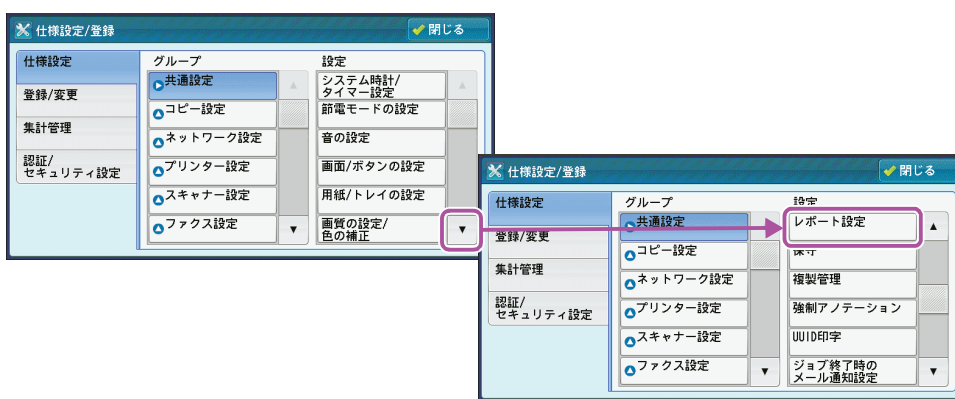 仕様設定/登録
閉じる
仕様設定
登録/変更
集計管理
認証/
セキュリティ設定
グループ
共通設定
コピー設定
ネットワーク設定
プリンター設定
スキャナー設定
ファクス設定
設定
システム時計/
タイマー設定
節電モードの設定
音の設定
画面/ボタンの設定
用紙/トレイの設定
画質の設定/
色の補正
仕様設定/登録
閉じる
仕様設定
登録/変更
集計管理
認証/
セキュリティ設定
グループ
共通設定
コピー設定
ネットワーク設定
プリンター設定
スキャナー設定
ファクス設定
設定
レポート設定
保守
複製管理
強制アノテーション
UUID印字
ジョブ終了時の
メール通知設定